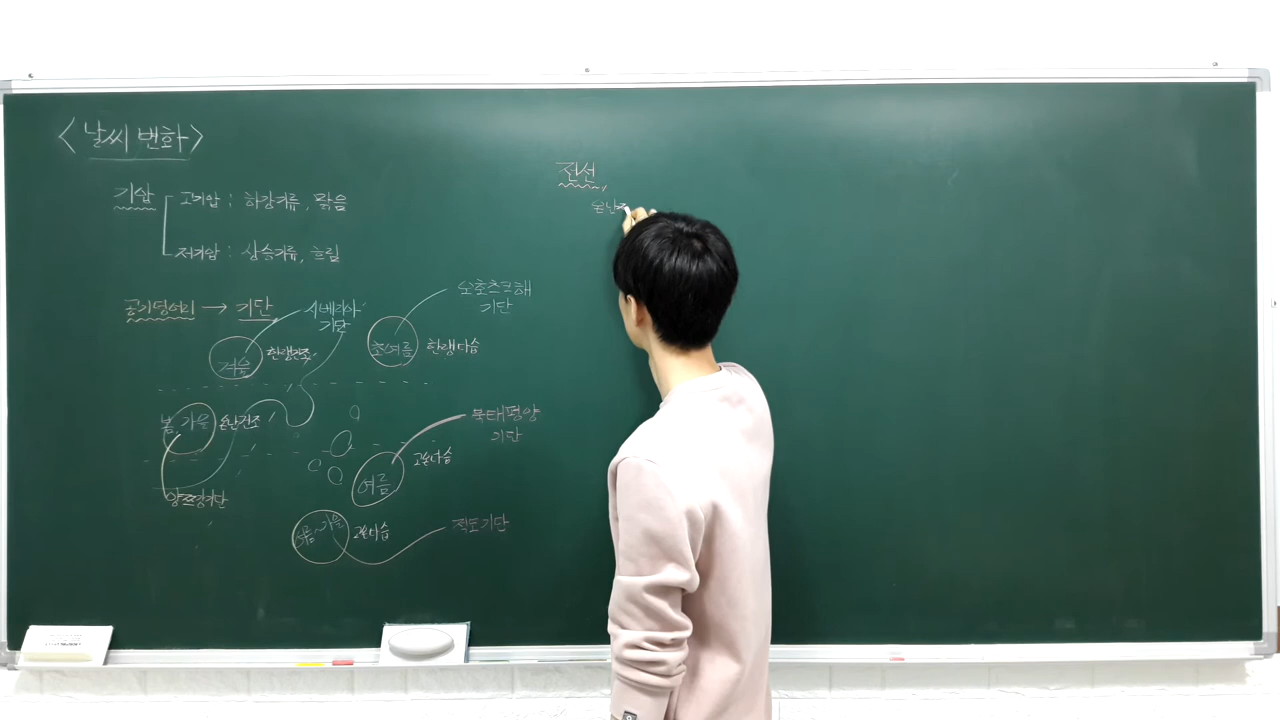 <날씨 변화>
기압
고기압 : 하강기류, 맑음
저기압 : 상승기류, 흐림
공기덩어리 → 기단
시베리아
기단
겨울
한랭건조
오호츠크해
기단
초여름
한랭다습
봄, 가을
온난건조
양쯔강기단
북태평양
기단
고온다습
여름
여름~가을
고온다습
적도기단
전선
온난